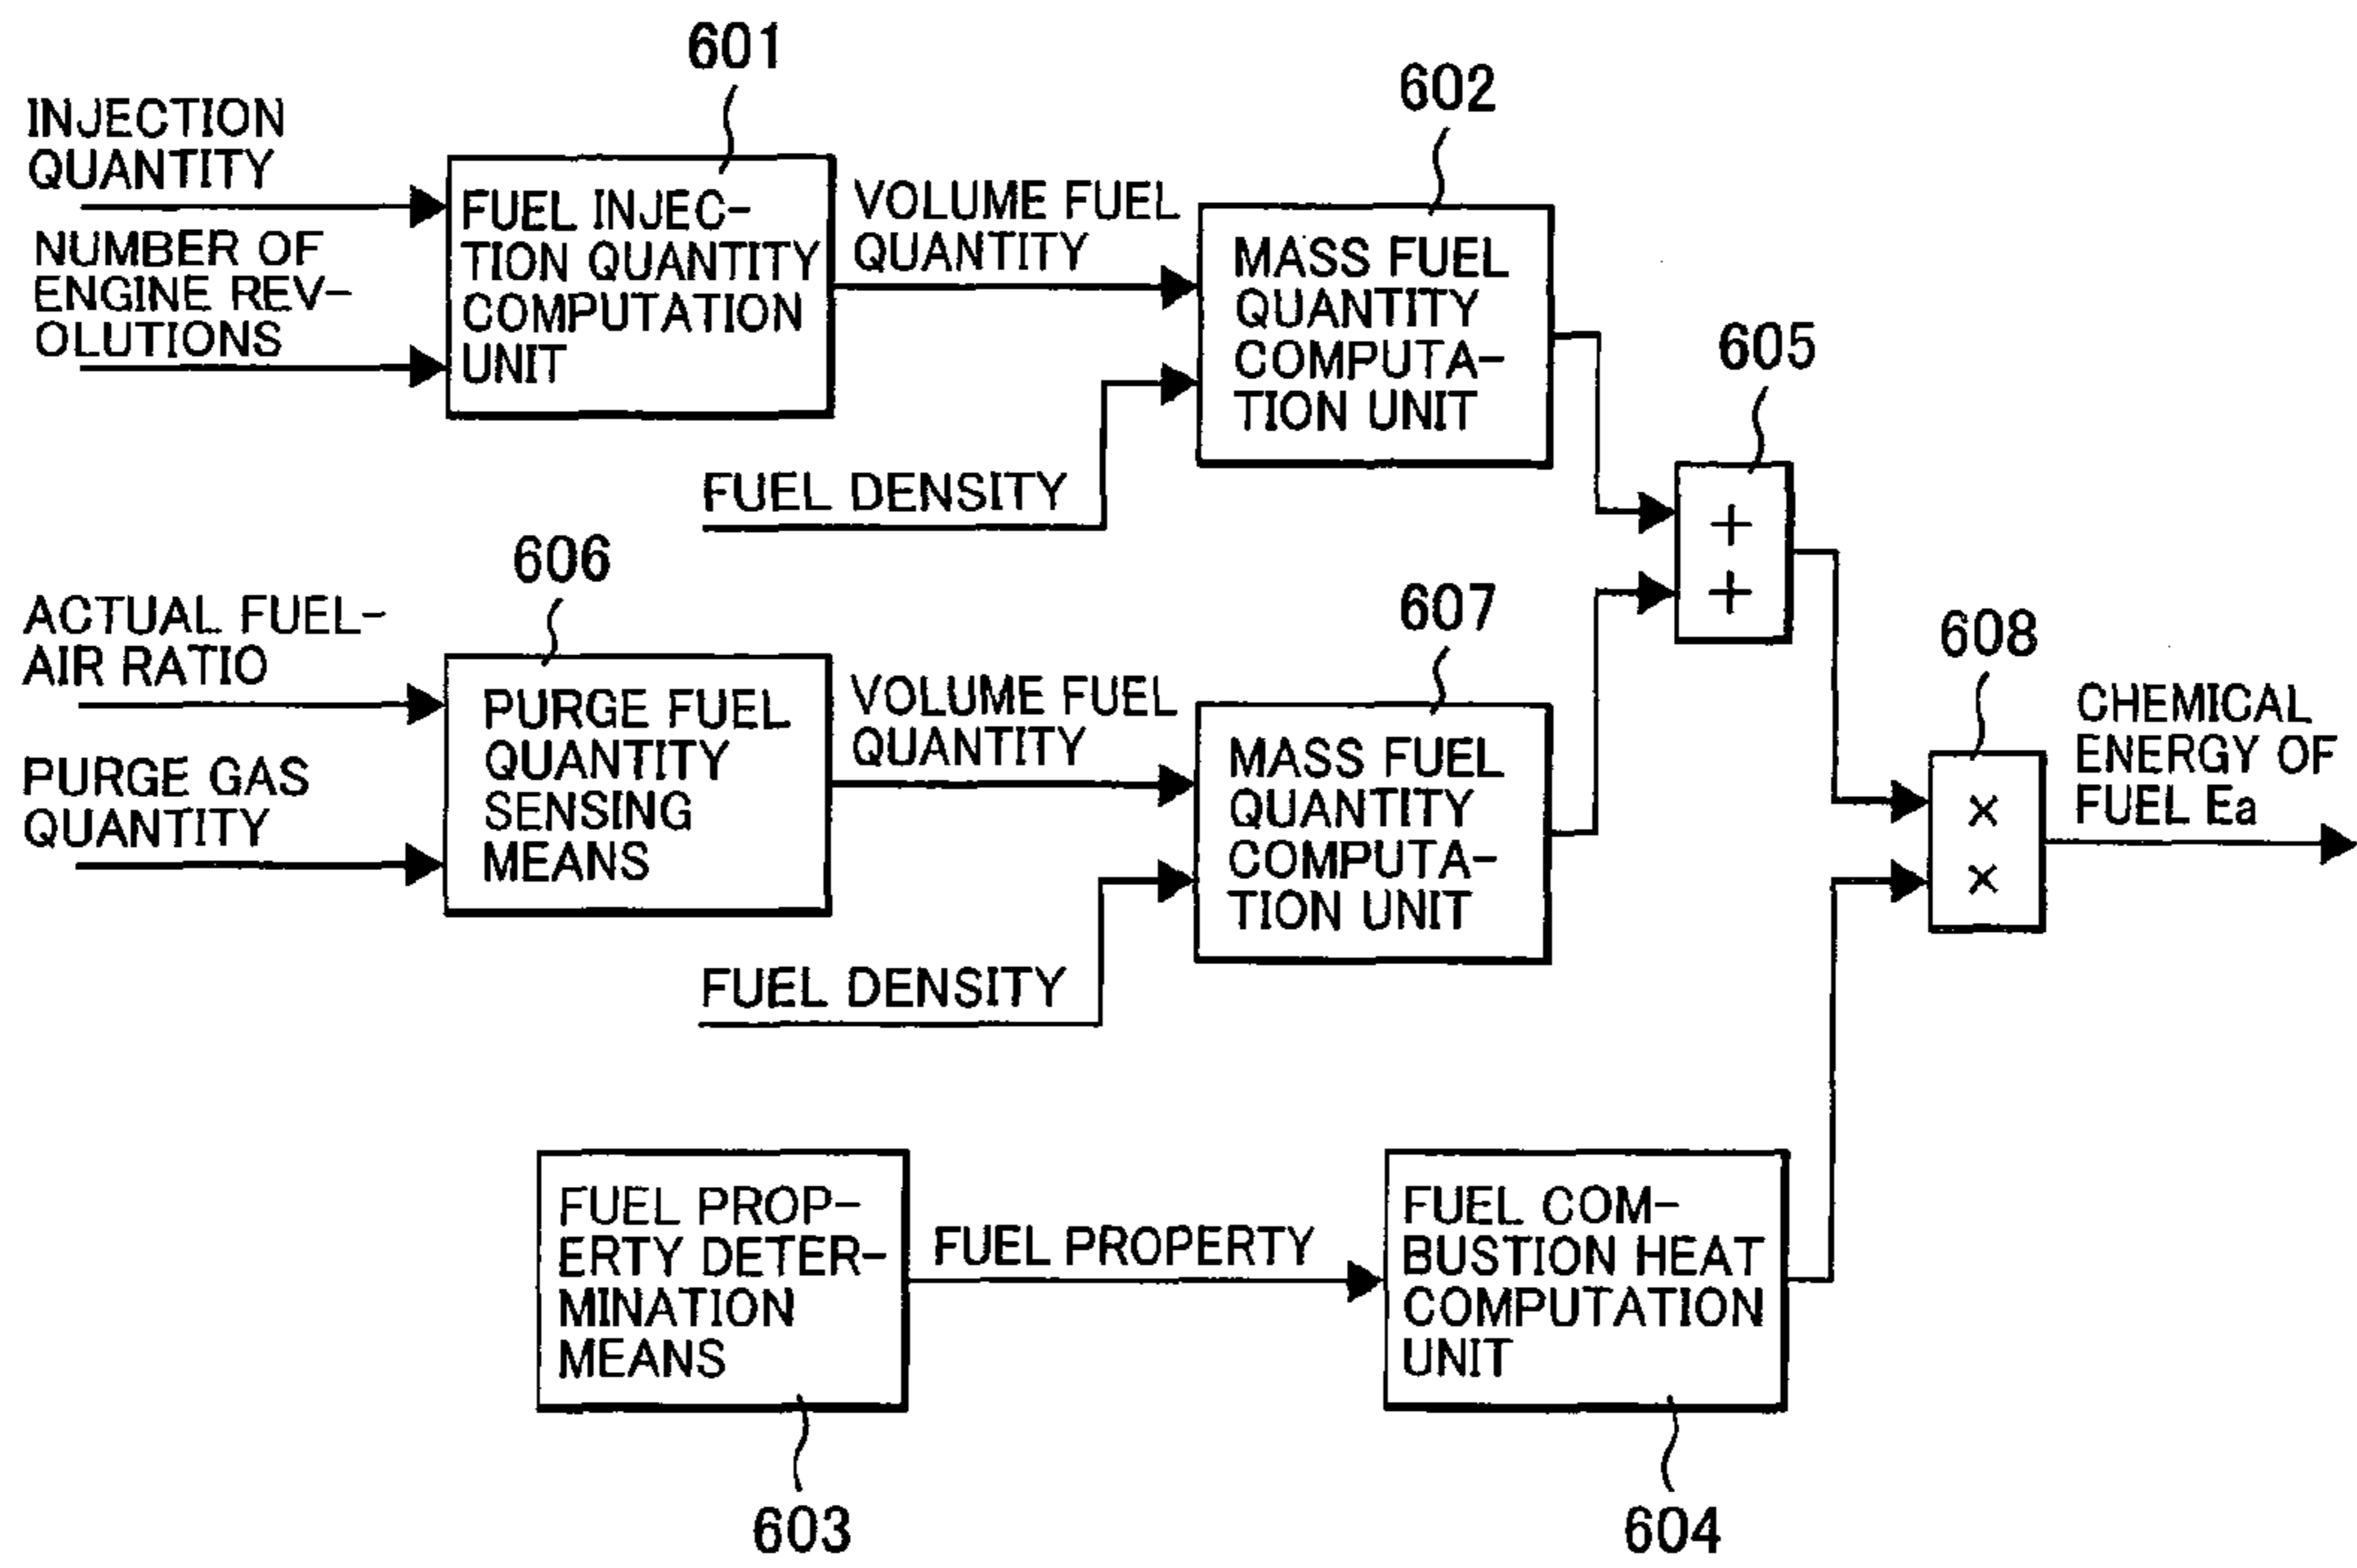 601
INJECTION
QUANTITY
NUMBER OF
ENGINE REV-
OLUTIONS
FUEL INJEC-
TION QUANTITY
COMPUTATION
UNIT
VOLUME FUEL
QUANTITY
FUEL DENSITY
602
MASS FUEL
QUANTITY
COMPUTA-
TION UNIT
605
+
+
606
ACTUAL FUEL-
AIR RATIO
PURGE GAS
QUANTITY
PURGE FUEL
QUANTITY
SENSING
MEANS
VOLUME FUEL
QUANTITY
FUEL DENSITY
607
MASS FUEL
QUANTITY
COMPUTA-
TION UNIT
608
×
×
CHEMICAL
ENERGY OF
FUEL Ea
FUEL PROP-
ERTY DETER-
MINATION
MEANS
603
FUEL PROPERTY
FUEL COM-
BUSTION HEAT
COMPUTATION
UNIT
604